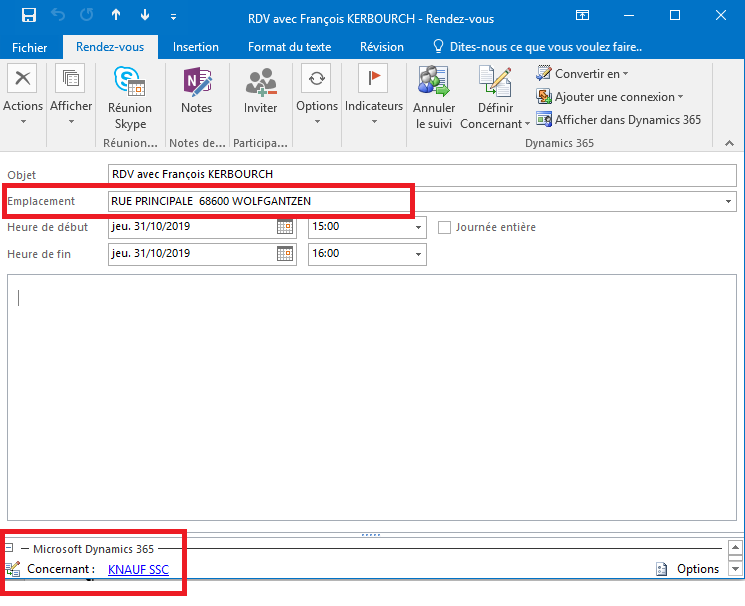 RDV avec François KERBOURCH - Rendez-vous
Fichier Rendez-vous Insertion Format du texte Révision Dites-nous ce que vous voulez faire..
Actions Afficher Réunion Skype Notes Inviter Options Indicateurs Annuler le suivi Définir Concernant
Convertir en
Ajouter une connexion
Afficher dans Dynamics 365
Réunion... Notes de... Participa... Dynamics 365
Objet RDV avec François KERBOURCH
Emplacement RUE PRINCIPALE 68600 WOLFGANTZEN
Heure de début jeu. 31/10/2019 15:00 Journée entière
Heure de fin jeu. 31/10/2019 16:00
Microsoft Dynamics 365
Concernant : KNAUF SSC Options